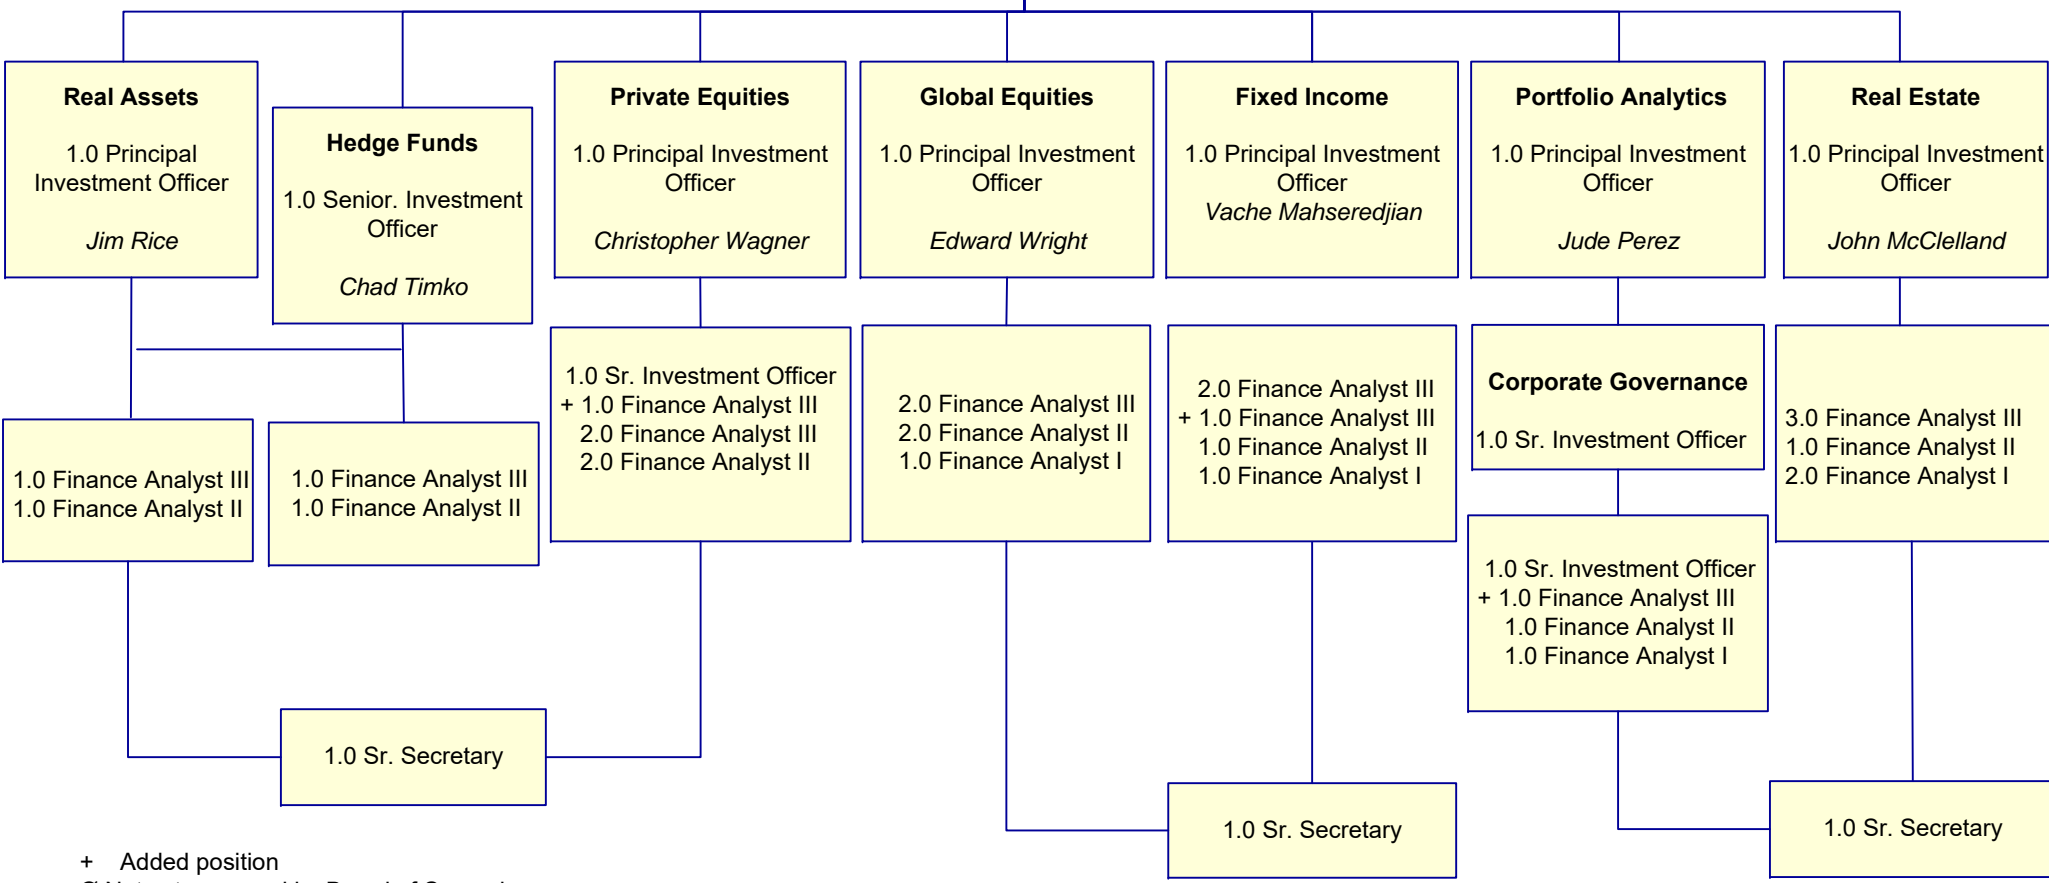 Real Assets
1.0 Principal
Investment Officer
Jim Rice
Hedge Funds
1.0 Senior. Investment
Officer
Chad Timko
Private Equities
1.0 Principal Investment
Officer
Christopher Wagner
Global Equities
1.0 Principal Investment
Officer
Edward Wright
Fixed Income
1.0 Principal Investment
Officer
Vache Mahseredjian
Portfolio Analytics
1.0 Principal Investment
Officer
Jude Perez
Real Estate
1.0 Principal Investment
Officer
John McClelland
1.0 Finance Analyst III
1.0 Finance Analyst II
1.0 Finance Analyst III
1.0 Finance Analyst II
1.0 Sr. Investment Officer
+ 1.0 Finance Analyst III
2.0 Finance Analyst III
2.0 Finance Analyst II
2.0 Finance Analyst III
2.0 Finance Analyst II
1.0 Finance Analyst I
2.0 Finance Analyst III
+ 1.0 Finance Analyst III
1.0 Finance Analyst II
1.0 Finance Analyst I
Corporate Governance
1.0 Sr. Investment Officer
3.0 Finance Analyst III
1.0 Finance Analyst II
2.0 Finance Analyst I
1.0 Sr. Investment Officer
+ 1.0 Finance Analyst III
1.0 Finance Analyst II
1.0 Finance Analyst I
1.0 Sr. Secretary
1.0 Sr. Secretary
1.0 Sr. Secretary
+ Added position